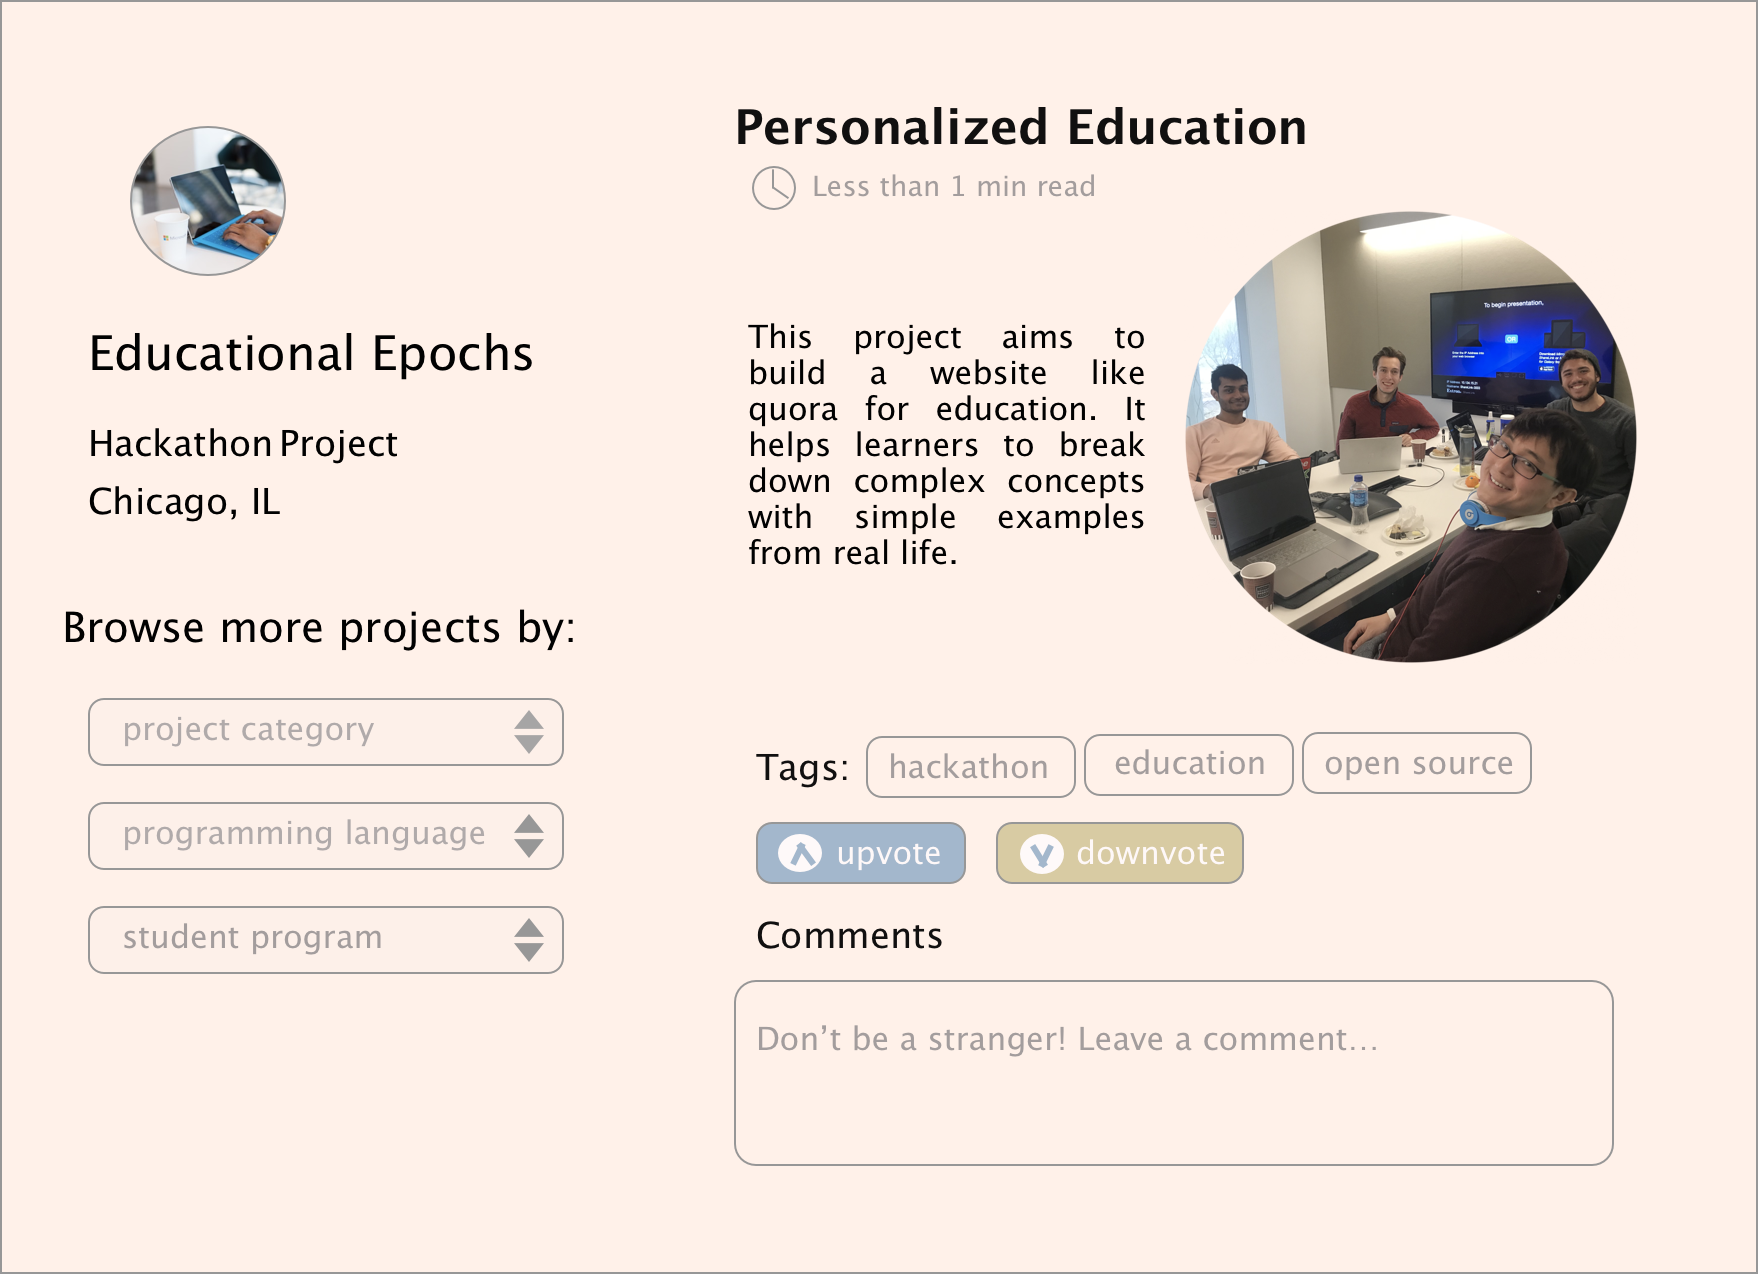 Educational Epochs
Hackathon Project
Chicago, IL
Browse more projects by:
project category
programming language
student program
Personalized Education
Less than 1 min read
This project aims to
build a website like
quora for education. It
helps learners to break
down complex concepts
with simple examples
from real life.
To begin presentation,
OR
Tags: hackathon education open source
upvote downvote
Comments
Don’t be a stranger! Leave a comment...